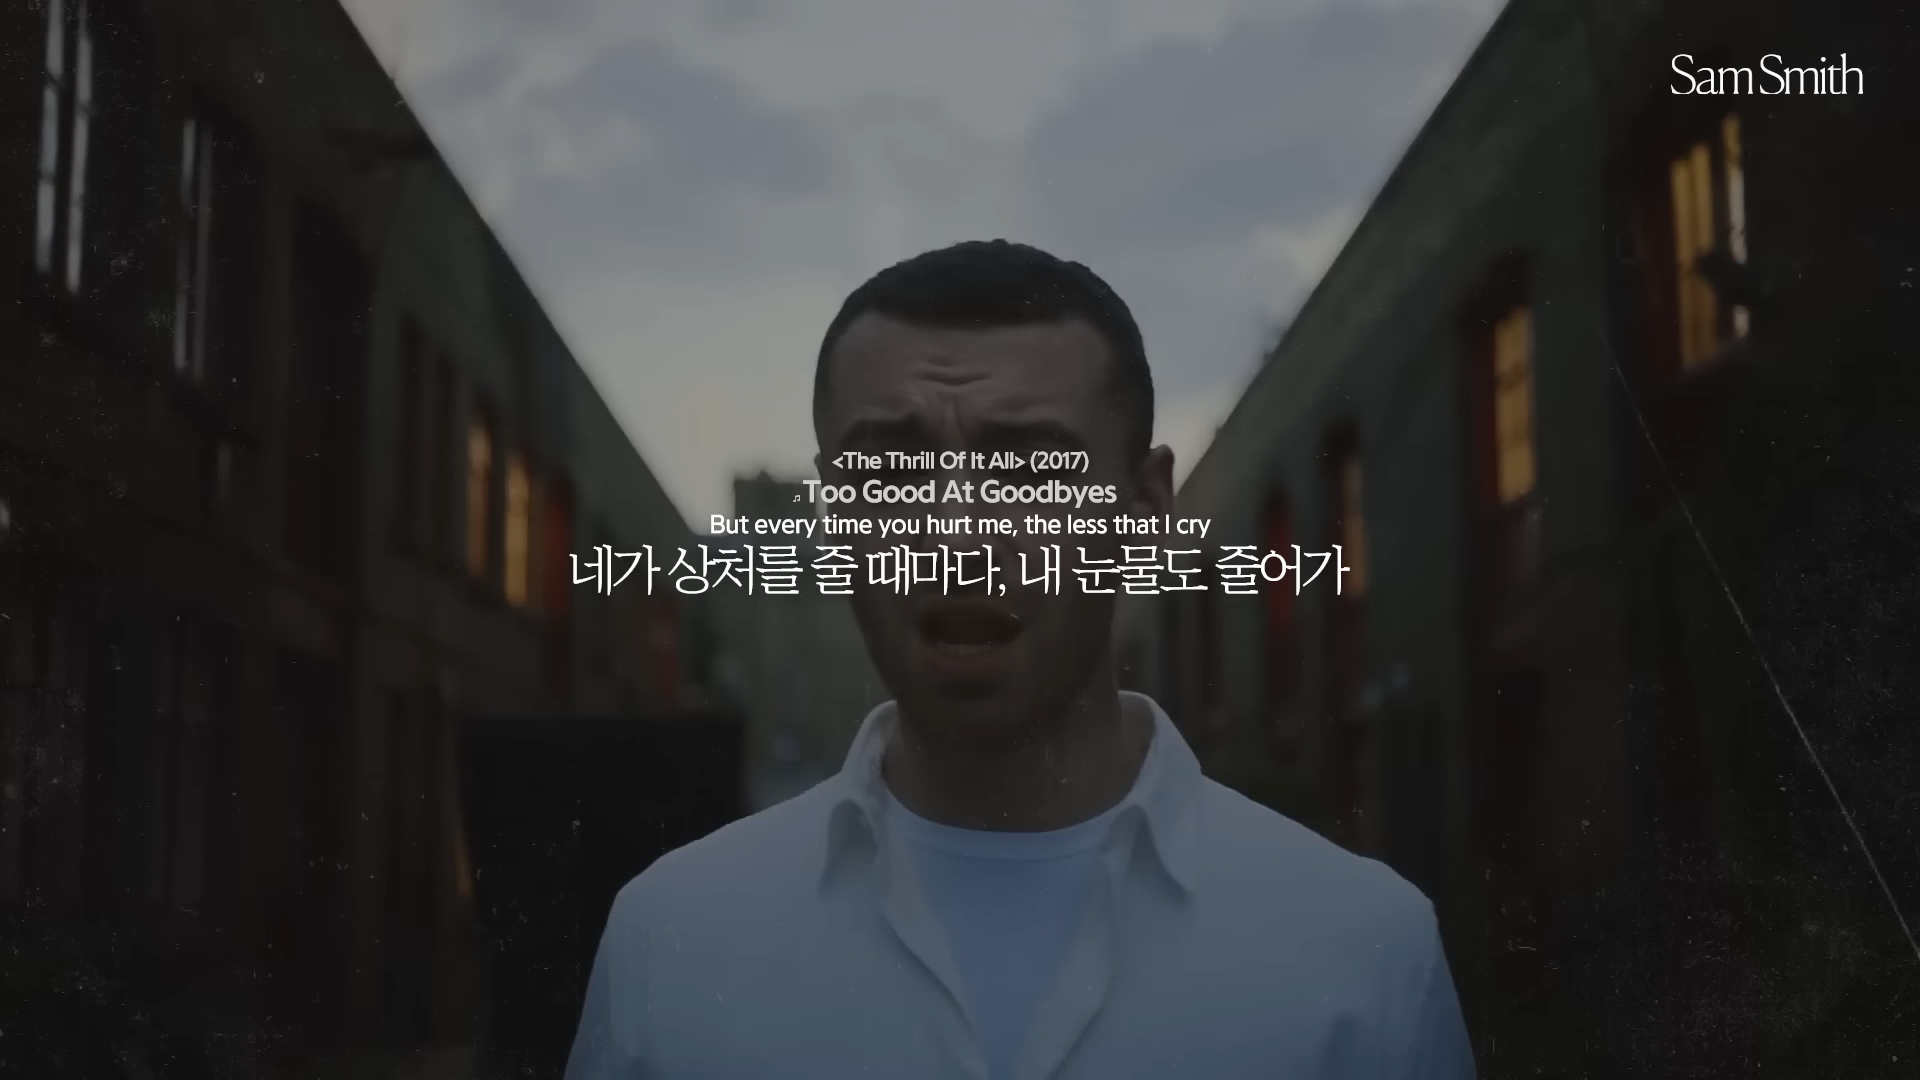 Sam Smith
<The Thrill Of It All> (2017)
♬Too Good At Goodbyes
But every time you hurt me, the less that I cry
네가 상처를 줄 때마다, 내 눈물도 줄어가